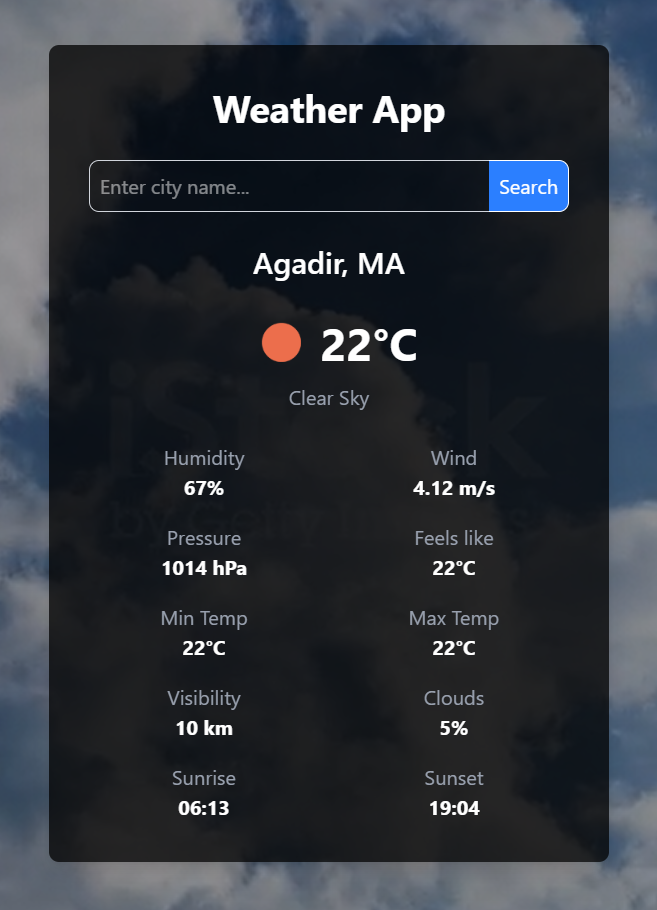 Weather App
Enter city name...
Search
Agadir, MA
22°C
Clear Sky
Humidity
Wind
67%
4.12 m/s
Pressure
Feels like
1014 hPa
22°C
Min Temp
Max Temp
22°C
22°C
Visibility
Clouds
10 km
5%
Sunrise
Sunset
06:13
19:04